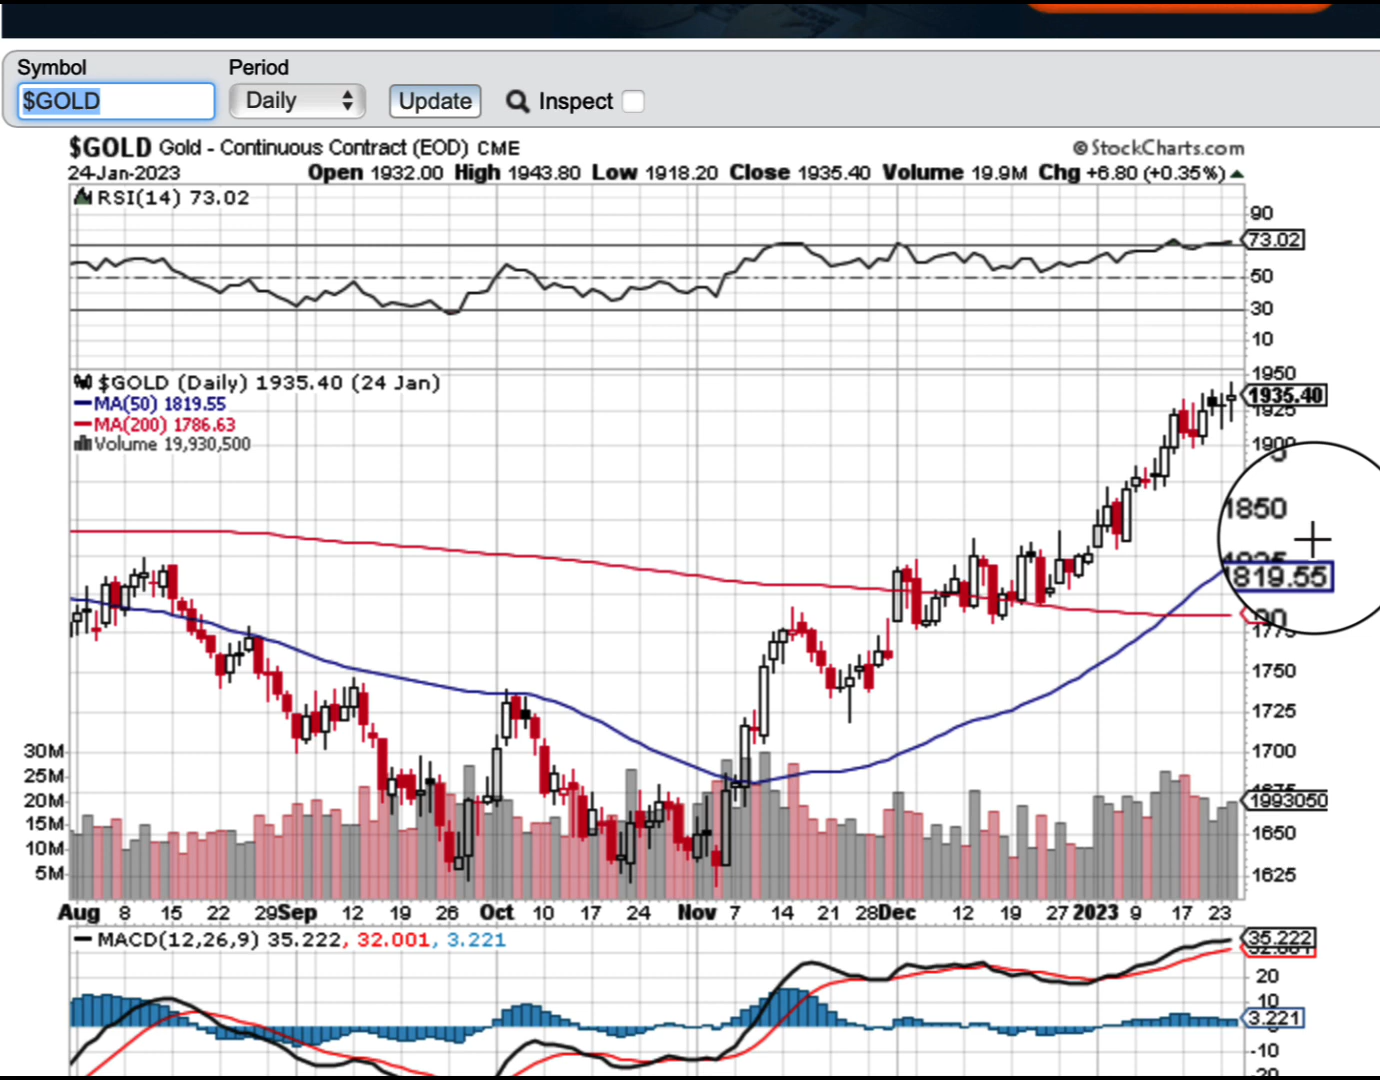 Symbol Period
$GOLD Daily Update Inspect
$GOLD Gold - Continuous Contract (EOD) CME © StockCharts.com
24-Jan-2023 Open 1932.00 High 1943.80 Low 1918.20 Close 1935.40 Volume 19.9M Chg +6.80 (+0.35%)
RSI(14) 73.02
90
73.02
50
30
10
$GOLD (Daily) 1935.40 (24 Jan)
MA(50) 1819.55
MA(200) 1786.63
Volume 19,930,500
1950
1935.40
1925
1900
1850
1819.55
1775
1750
1725
1700
1650
1625
30M
25M
20M
15M
10M
5M
1993050
Aug 8 15 22 29 Sep 12 19 26 Oct 10 17 24 Nov 7 14 21 28 Dec 12 19 27 2023 9 17 23
MACD(12,26,9) 35.222, 32.001, 3.221
35.222
20
10
3.221
-10